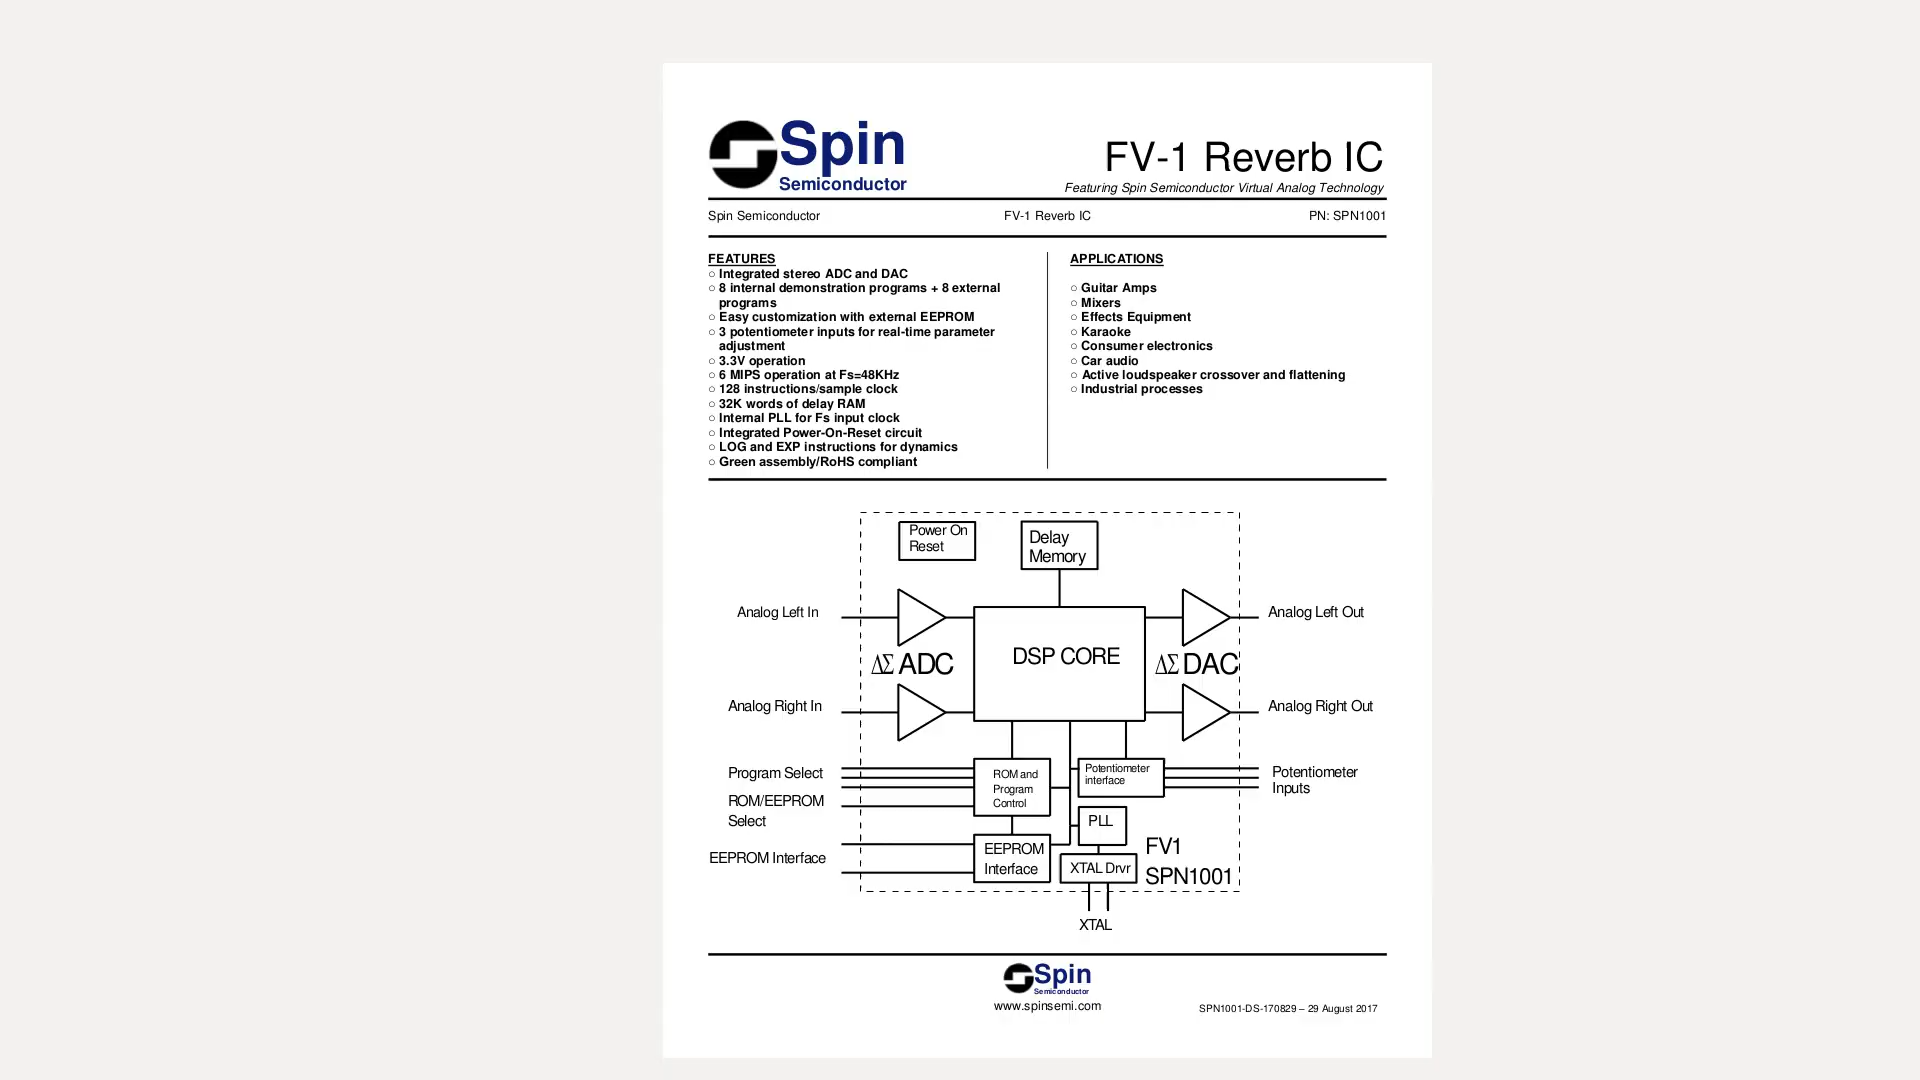 Spin
Semiconductor
FV-1 Reverb IC
Featuring Spin Semiconductor Virtual Analog Technology
Spin Semiconductor FV-1 Reverb IC PN: SPN1001
FEATURES
○ Integrated stereo ADC and DAC
○ 8 internal demonstration programs + 8 external
programs
○ Easy customization with external EEPROM
○ 3 potentiometer inputs for real-time parameter
adjustment
○ 3.3V operation
○ 6 MIPS operation at Fs=48KHz
○ 128 instructions/sample clock
○ 32K words of delay RAM
○ Internal PLL for Fs input clock
○ Integrated Power-On-Reset circuit
○ LOG and EXP instructions for dynamics
○ Green assembly/RoHS compliant
APPLICATIONS
○ Guitar Amps
○ Mixers
○ Effects Equipment
○ Karaoke
○ Consumer electronics
○ Car audio
○ Active loudspeaker crossover and flattening
○ Industrial processes
Power On
Reset
Delay
Memory
Analog Left In
Analog Left Out
ΔΣ ADC
DSP CORE
ΔΣ DAC
Analog Right In
Analog Right Out
Program Select
ROM/EEPROM
Select
EEPROM Interface
ROM and
Program
Control
Potentiometer
interface
Potentiometer
Inputs
PLL
EEPROM
Interface
XTAL Drvr
FV1
SPN1001
XTAL
Spin
Semiconductor
www.spinsemi.com
SPN1001-DS-170829 – 29 August 2017